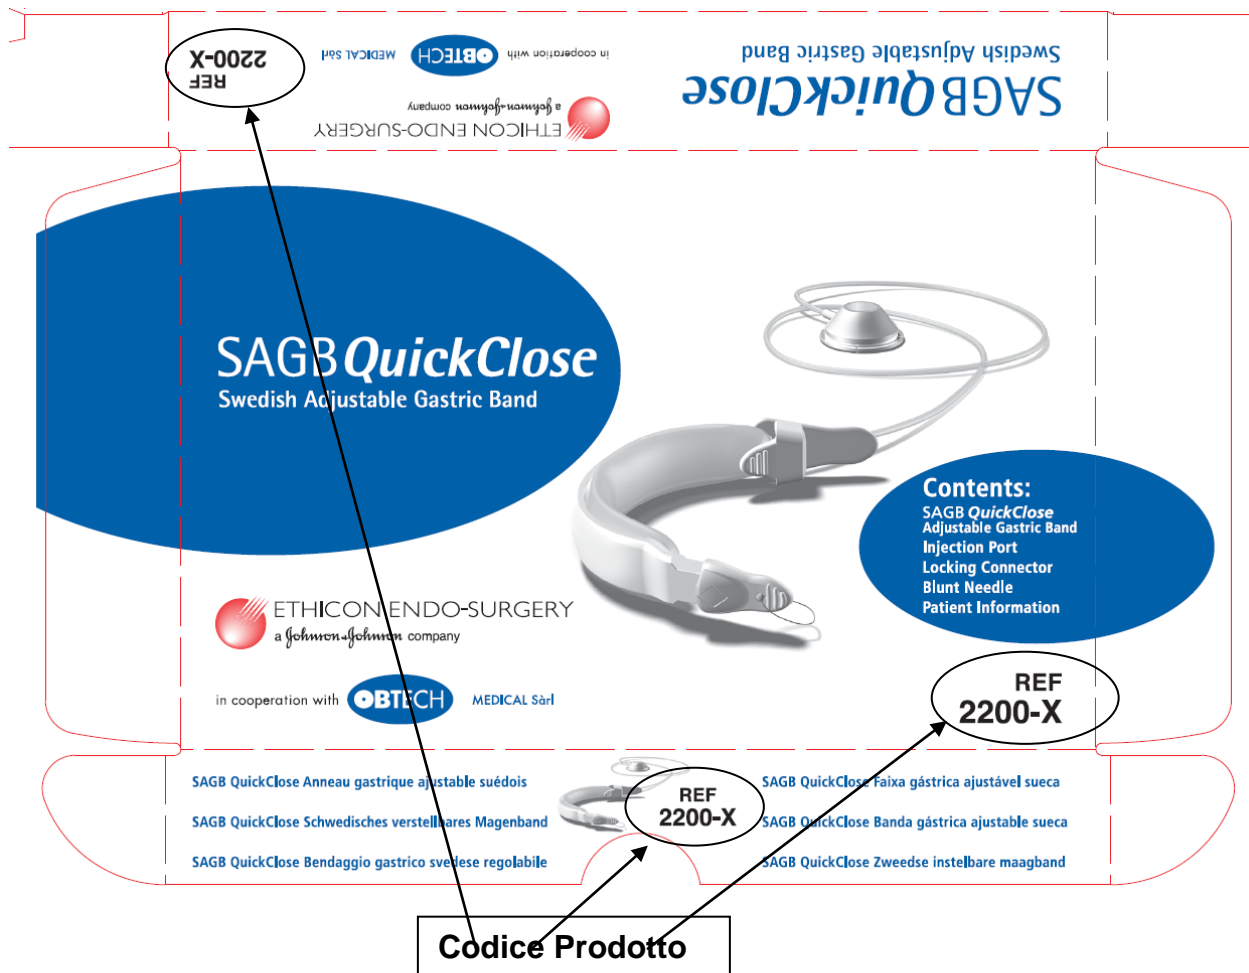 REF
2200-X
in cooperation with OBTECH MEDICAL Sàrl
ETHICON ENDO-SURGERY
a Johnson & Johnson company
SAGB QuickClose
Swedish Adjustable Gastric Band
SAGB QuickClose
Swedish Adjustable Gastric Band
Contents:
SAGB QuickClose
Adjustable Gastric Band
Injection Port
Locking Connector
Blunt Needle
Patient Information
ETHICON ENDO-SURGERY
a Johnson & Johnson company
in cooperation with OBTECH MEDICAL Sàrl
REF
2200-X
SAGB QuickClose Anneau gastrique ajustable suédois
SAGB QuickClose Schwedisches verstellbares Magenband
SAGB QuickClose Bendaggio gastrico svedese regolabile
REF
2200-X
SAGB QuickClose Faixa gástrica ajustável sueca
SAGB QuickClose Banda gástrica ajustable sueca
SAGB QuickClose Zweedse instelbare maagband
Codice Prodotto